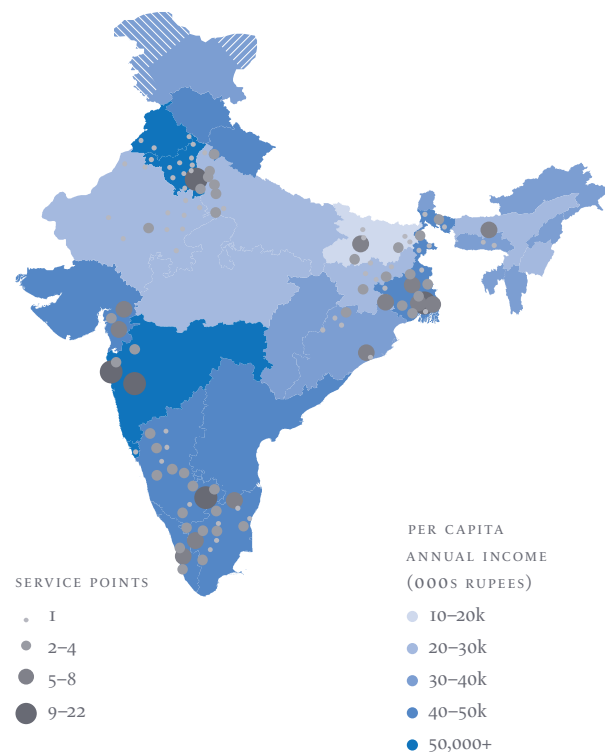 SERVICE POINTS
1
2–4
5–8
9–22
PER CAPITA
ANNUAL INCOME
(000S RUPEES)
10–20k
20–30k
30–40k
40–50k
50,000+